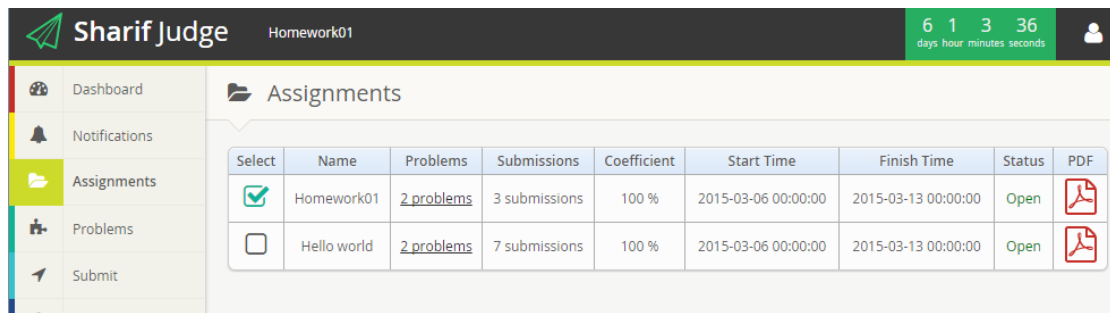 Sharif Judge
Homework01
6 1 3 36
days hour minutes seconds
Dashboard
Notifications
Assignments
Problems
Submit
Assignments
Select Name Problems Submissions Coefficient Start Time Finish Time Status PDF
Homework01 2 problems 3 submissions 100 % 2015-03-06 00:00:00 2015-03-13 00:00:00 Open
Hello world 2 problems 7 submissions 100 % 2015-03-06 00:00:00 2015-03-13 00:00:00 Open